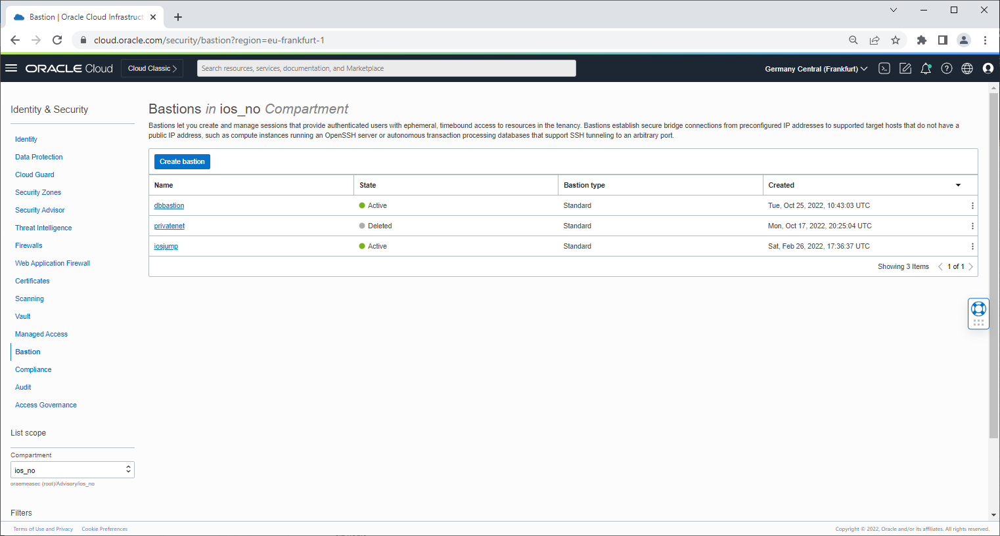 Bastion | Oracle Cloud Infrastruct
cloud.oracle.com/security/bastion?region=eu-frankfurt-1
ORACLE Cloud
Cloud Classic
Search resources, services, documentation, and Marketplace
Germany Central (Frankfurt)
Identity & Security
Identity
Data Protection
Cloud Guard
Security Zones
Security Advisor
Threat Intelligence
Firewalls
Web Application Firewall
Certificates
Scanning
Vault
Managed Access
Bastion
Compliance
Audit
Access Governance
List scope
Compartment
ios_no
oraemeasec (root)/Advisory/ios_no
Filters
Bastions in ios_no Compartment
Bastions let you create and manage sessions that provide authenticated users with ephemeral, timebound access to resources in the tenancy. Bastions establish secure bridge connections from preconfigured IP addresses to supported target hosts that do not have a
public IP address, such as compute instances running an OpenSSH server or autonomous transaction processing databases that support SSH tunneling to an arbitrary port.
Create bastion
Name State Bastion type Created
dbbastion Active Standard Tue, Oct 25, 2022, 10:43:03 UTC
privatenet Deleted Standard Mon, Oct 17, 2022, 20:25:04 UTC
iosjump Active Standard Sat, Feb 26, 2022, 17:36:37 UTC
Showing 3 Items 1 of 1
Terms of Use and Privacy Cookie Preferences
Copyright © 2022, Oracle and/or its affiliates. All rights reserved.